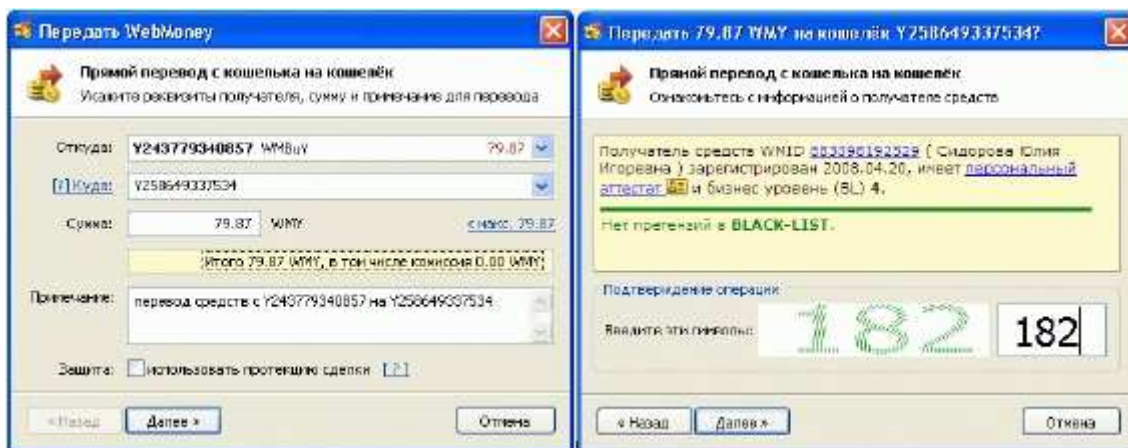 Передать WebMoney
Прямой перевод с кошелька на кошелёк
Укажите реквизиты получателя, сумму и примечание для перевода
Откуда: Y243779340857 WMBuY 79.87
[?] Куда: Y258649337534
Сумма: 79.87 WMY с макс. 79.87
Итого 79.87 WMY, в том числе комиссия 0.00 WMY
Примечание: перевод средств с Y243779340857 на Y258649337534
Защита: использовать протекцию сделки [?]
« Назад Далее » Отмена
Передать 79.87 WMY на кошелёк Y258649337534?
Прямой перевод с кошелька на кошелёк
Ознакомьтесь с информацией о получателе средств
Получатель средств WMID ( Сидорова Юлия
Игоревна ) зарегистрирован 2008.04.20, имеет персональный
аттестат и бизнес уровень (BL) 4.
Нет претензий в BLACK-LIST.
Подтверждение операции
Введите эти символы: 182 182
« Назад Далее » Отмена